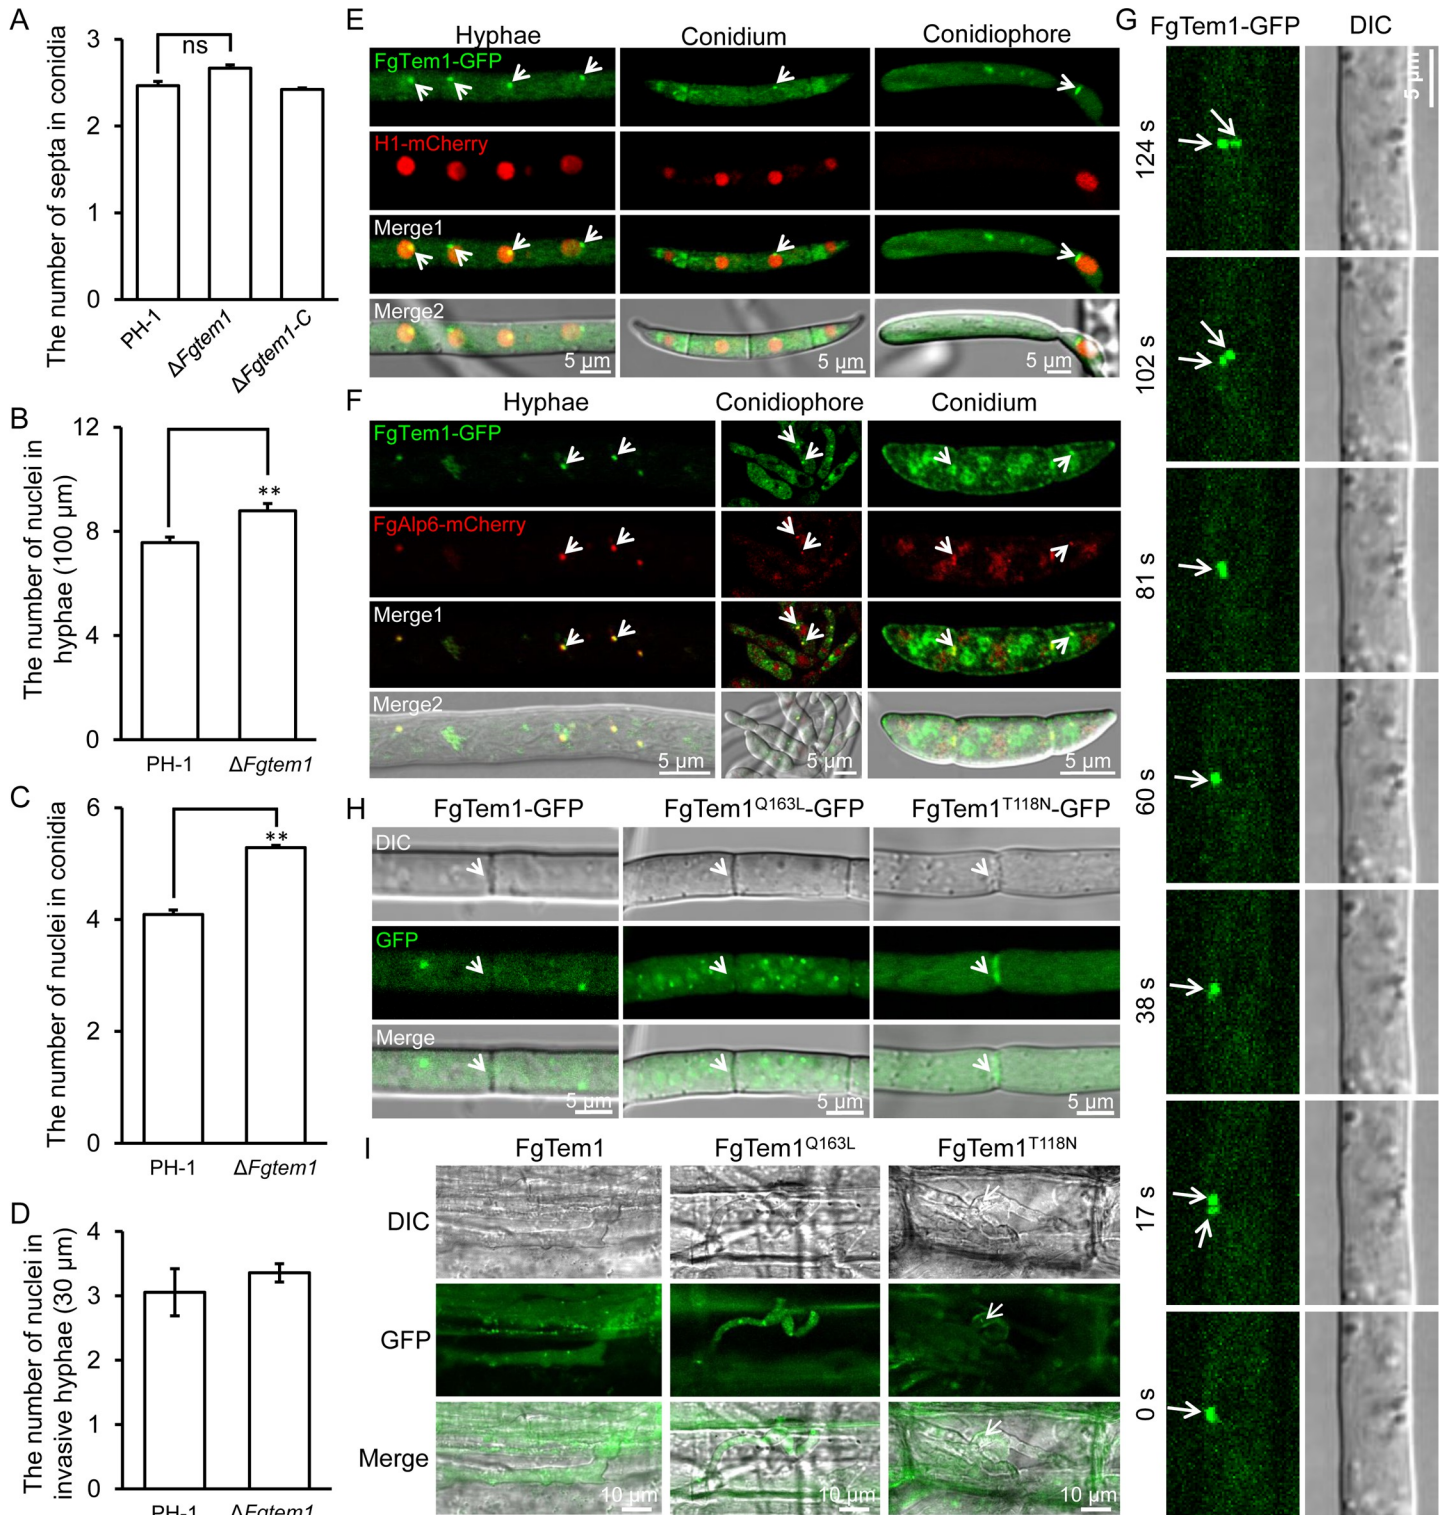 A
The number of septa in conidia
3
2
1
0
ns
PH-1
ΔFgtem1
ΔFgtem1-C
B
The number of nuclei in
hyphae (100 µm)
12
8
4
0
**
PH-1
ΔFgtem1
C
The number of nuclei in conidia
6
4
2
0
**
PH-1
ΔFgtem1
D
The number of nuclei in
invasive hyphae (30 µm)
4
3
2
1
0
PH-1
ΔFgtem1
E
Hyphae
Conidium
Conidiophore
FgTem1-GFP
H1-mCherry
Merge1
Merge2
5 µm
5 µm
5 µm
F
Hyphae
Conidiophore
Conidium
FgTem1-GFP
FgAlp6-mCherry
Merge1
Merge2
5 µm
5 µm
5 µm
G
FgTem1-GFP
DIC
5 µm
124 s
102 s
81 s
60 s
38 s
17 s
0 s
H
FgTem1-GFP
FgTem1Q163L-GFP
FgTem1T118N-GFP
DIC
GFP
Merge
5 µm
5 µm
5 µm
I
FgTem1
FgTem1Q163L
FgTem1T118N
DIC
GFP
Merge
10 µm
10 µm
10 µm